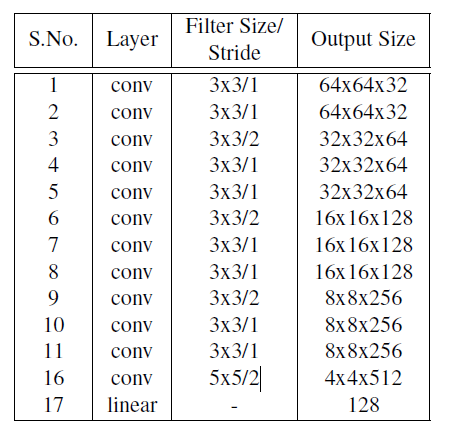 S.No. Layer Filter Size/ Stride Output Size
1 conv 3x3/1 64x64x32
2 conv 3x3/1 64x64x32
3 conv 3x3/2 32x32x64
4 conv 3x3/1 32x32x64
5 conv 3x3/1 32x32x64
6 conv 3x3/2 16x16x128
7 conv 3x3/1 16x16x128
8 conv 3x3/1 16x16x128
9 conv 3x3/2 8x8x256
10 conv 3x3/1 8x8x256
11 conv 3x3/1 8x8x256
16 conv 5x5/2 4x4x512
17 linear - 128